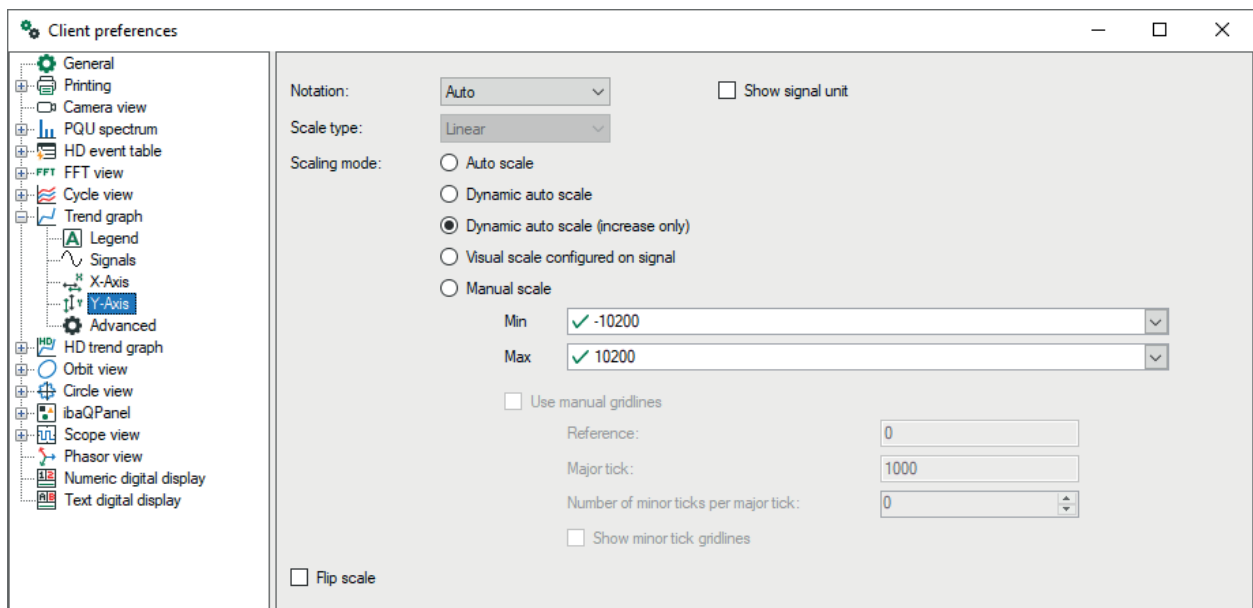 Client preferences
General
Printing
Camera view
PQU spectrum
HD event table
FFT FFT view
Cycle view
Trend graph
A Legend
Signals
X X-Axis
Y Y-Axis
Advanced
HD HD trend graph
Orbit view
Circle view
ibaQPanel
Scope view
Phasor view
12 Numeric digital display
AB Text digital display
Notation: Auto Show signal unit
Scale type: Linear
Scaling mode: Auto scale
Dynamic auto scale
Dynamic auto scale (increase only)
Visual scale configured on signal
Manual scale
Min -10200
Max 10200
Use manual gridlines
Reference: 0
Major tick: 1000
Number of minor ticks per major tick: 0
Show minor tick gridlines
Flip scale